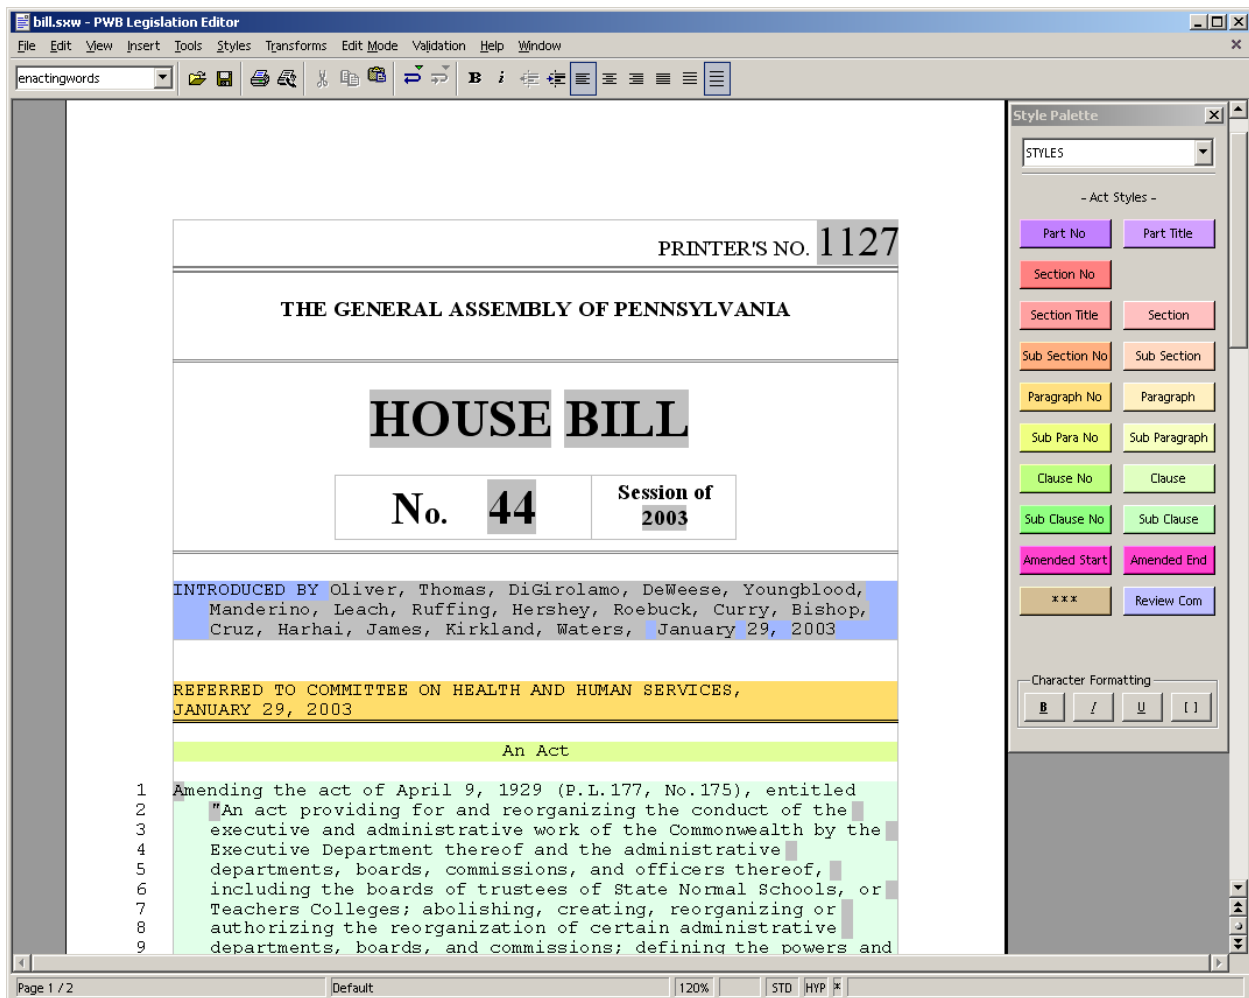 bill.sxw - PWB Legislation Editor
File Edit View Insert Tools Styles Transforms Edit Mode Validation Help Window
enactingwords
B i
Style Palette
STYLES
- Act Styles -
Part No Part Title
Section No
Section Title Section
Sub Section No Sub Section
Paragraph No Paragraph
Sub Para No Sub Paragraph
Clause No Clause
Sub Clause No Sub Clause
Amended Start Amended End
*** Review Com
Character Formatting
B I U [ ]
PRINTER'S NO. 1127
THE GENERAL ASSEMBLY OF PENNSYLVANIA
HOUSE BILL
No. 44
Session of
2003
INTRODUCED BY Oliver, Thomas, DiGirolamo, DeWeese, Youngblood,
Manderino, Leach, Ruffing, Hershey, Roebuck, Curry, Bishop,
Cruz, Harhai, James, Kirkland, Waters, January 29, 2003
REFERRED TO COMMITTEE ON HEALTH AND HUMAN SERVICES,
JANUARY 29, 2003
An Act
1 Amending the act of April 9, 1929 (P.L.177, No.175), entitled
2 "An act providing for and reorganizing the conduct of the
3 executive and administrative work of the Commonwealth by the
4 Executive Department thereof and the administrative
5 departments, boards, commissions, and officers thereof,
6 including the boards of trustees of State Normal Schools, or
7 Teachers Colleges; abolishing, creating, reorganizing or
8 authorizing the reorganization of certain administrative
9 departments, boards, and commissions; defining the powers and
Page 1 / 2 Default 120% STD HYP *